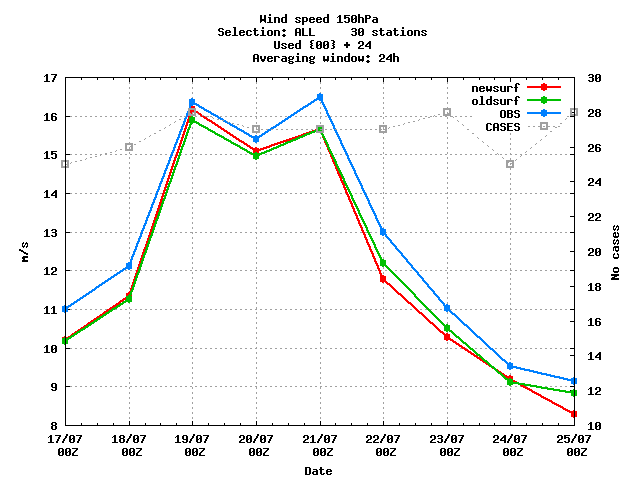 Wind speed 150hPa
Selection: ALL     30 stations
Used {00} + 24
Averaging window: 24h
newsurf
oldsurf
OBS
CASES
17
16
15
14
13
12
11
10
9
8
m/s
30
28
26
24
22
20
18
16
14
12
10
No cases
17/07 18/07 19/07 20/07 21/07 22/07 23/07 24/07 25/07
00Z 00Z 00Z 00Z 00Z 00Z 00Z 00Z 00Z
Date